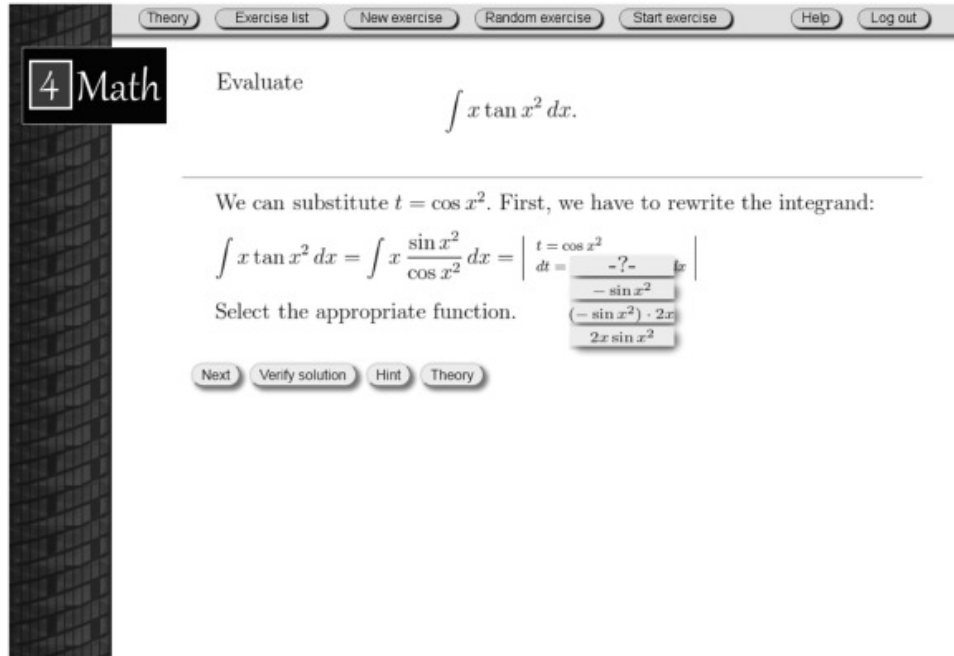 Theory Exercise list New exercise Random exercise Start exercise Help Log out
4 Math
Evaluate
∫ x tan x² dx.
We can substitute t = cos x². First, we have to rewrite the integrand:
∫ x tan x² dx = ∫ x sin x² / cos x² dx = | t = cos x²
dt = -?- dx |
− sin x²
(− sin x²) · 2x
2x sin x²
Select the appropriate function.
Next Verify solution Hint Theory